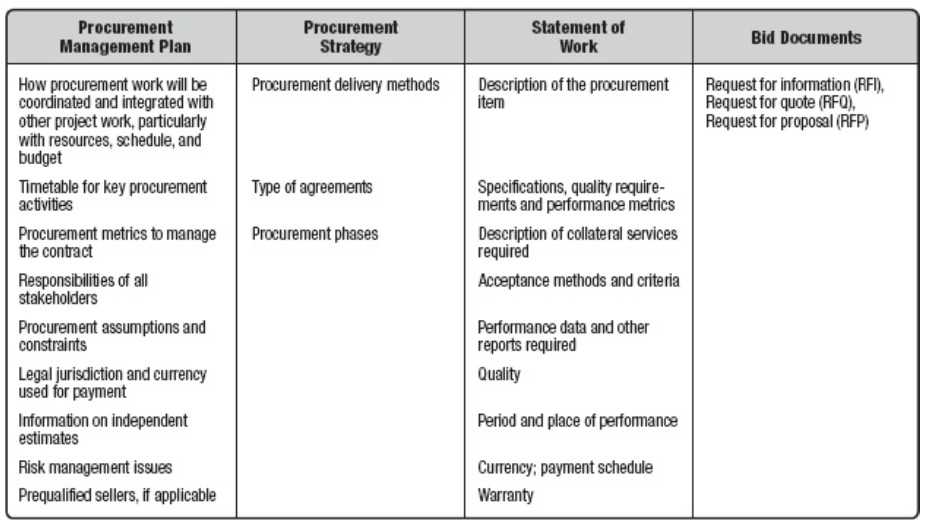 Procurement
Management Plan
Procurement
Strategy
Statement of
Work
Bid Documents
How procurement work will be
coordinated and integrated with
other project work, particularly
with resources, schedule, and
budget
Procurement delivery methods
Description of the procurement
item
Request for information (RFI),
Request for quote (RFQ),
Request for proposal (RFP)
Timetable for key procurement
activities
Type of agreements
Specifications, quality require-
ments and performance metrics
Procurement metrics to manage
the contract
Procurement phases
Description of collateral services
required
Responsibilities of all
stakeholders
Acceptance methods and criteria
Procurement assumptions and
constraints
Performance data and other
reports required
Legal jurisdiction and currency
used for payment
Quality
Information on independent
estimates
Period and place of performance
Risk management issues
Currency; payment schedule
Prequalified sellers, if applicable
Warranty